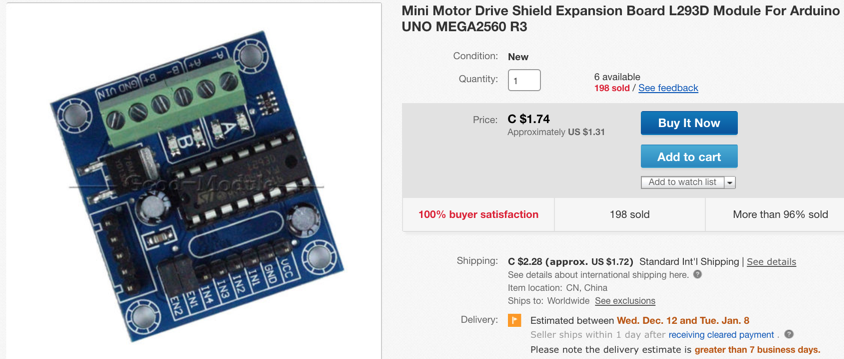 Mini Motor Drive Shield Expansion Board L293D Module For Arduino
UNO MEGA2560 R3
Condition: New
Quantity: 1
6 available
198 sold / See feedback
Price: C $1.74
Approximately US $1.31
Buy It Now
Add to cart
Add to watch list
100% buyer satisfaction
198 sold
More than 96% sold
Shipping: C $2.28 (approx. US $1.72) Standard Int'l Shipping | See details
See details about international shipping here. ?
Item location: CN, China
Ships to: Worldwide See exclusions
Delivery: Estimated between Wed. Dec. 12 and Tue. Jan. 8
Seller ships within 1 day after receiving cleared payment . ?
Please note the delivery estimate is greater than 7 business days.
VIN GND B+ B- A+ A-
B A
Good-Module
EN2 EN1 IN4 IN3 IN2 IN1 GND VCC